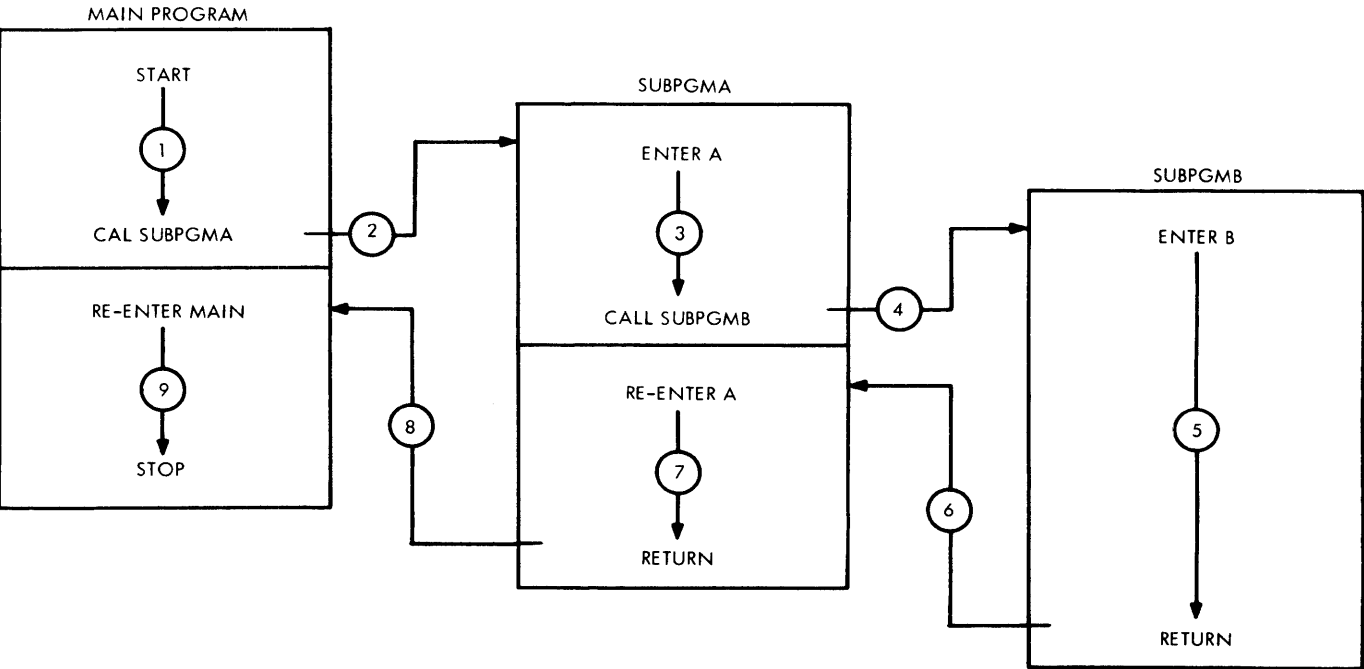 MAIN PROGRAM
START
1
CAL SUBPGMA
2
RE-ENTER MAIN
9
STOP
8
SUBPGMA
ENTER A
3
CALL SUBPGMB
4
RE-ENTER A
7
RETURN
6
SUBPGMB
ENTER B
5
RETURN